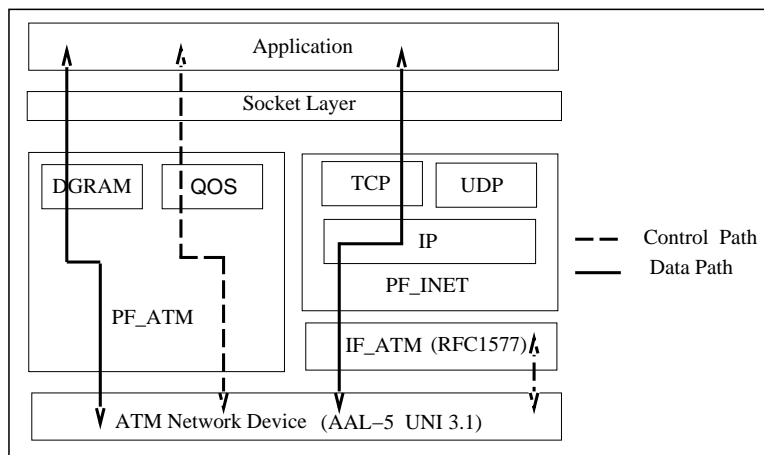 Application
Socket Layer
DGRAM
QOS
TCP
UDP
IP
PF_INET
PF_ATM
IF_ATM (RFC1577)
ATM Network Device (AAL−5 UNI 3.1)
Control Path
Data Path